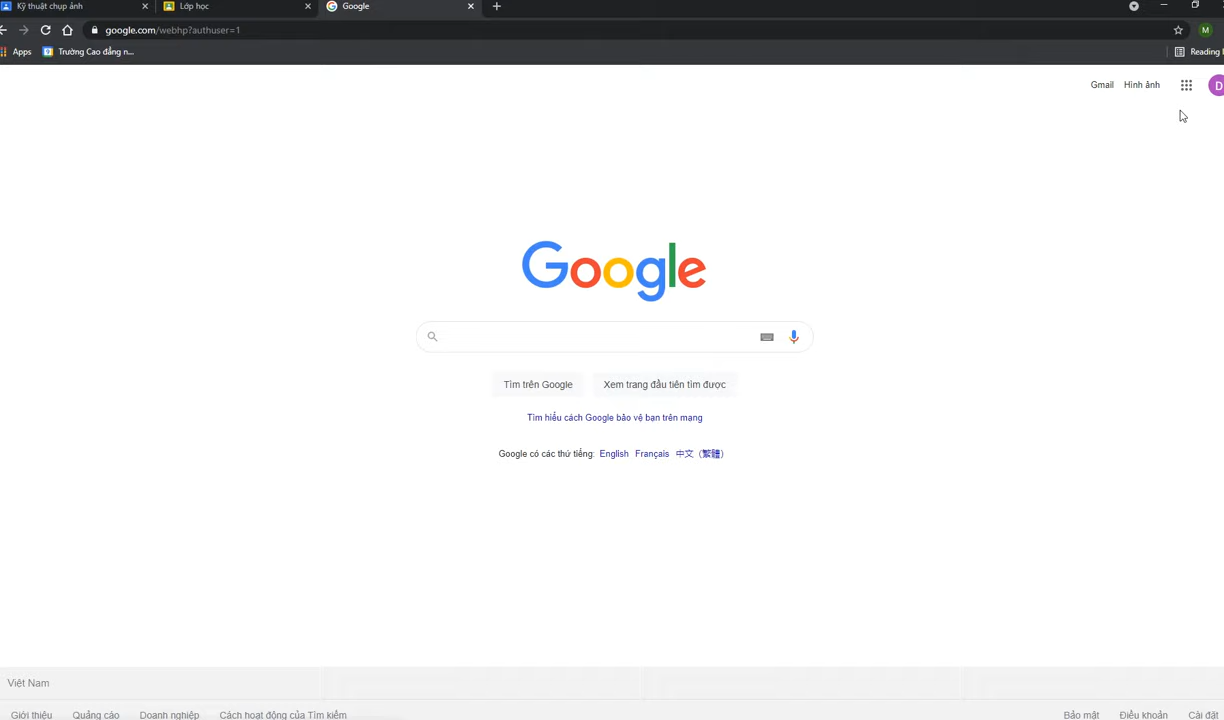 Kỹ thuật chụp ảnh
Lớp học
Google
google.com/webhp?authuser=1
M
Apps
Trường Cao đẳng n...
Reading
Gmail
Hình ảnh
D
Google
Tìm trên Google
Xem trang đầu tiên tìm được
Tìm hiểu cách Google bảo vệ bạn trên mạng
Google có các thứ tiếng: English Français 中文（繁體）
Việt Nam
Giới thiệu Quảng cáo Doanh nghiệp Cách hoạt động của Tìm kiếm Bảo mật Điều khoản Cài đặt